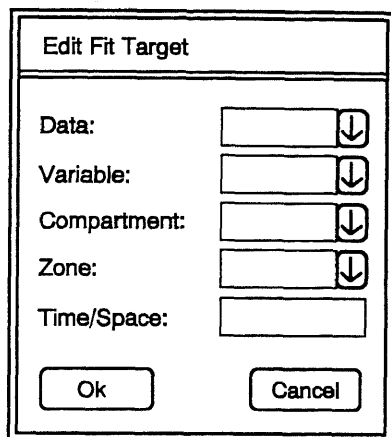 Edit Fit Target
Data:
Variable:
Compartment:
Zone:
Time/Space:
Ok Cancel